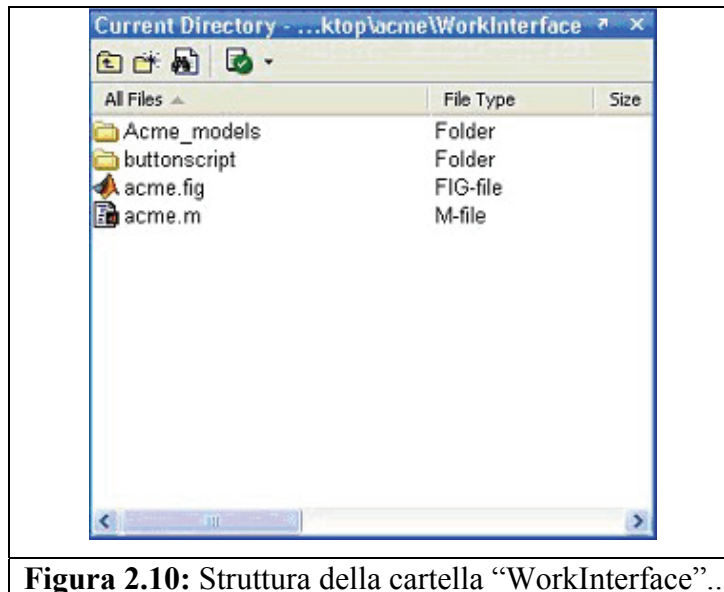 Current Directory - ...ktop\acme\WorkInterface
All Files File Type Size
Acme_models Folder
buttonscript Folder
acme.fig FIG-file
acme.m M-file
Figura 2.10: Struttura della cartella “WorkInterface”..